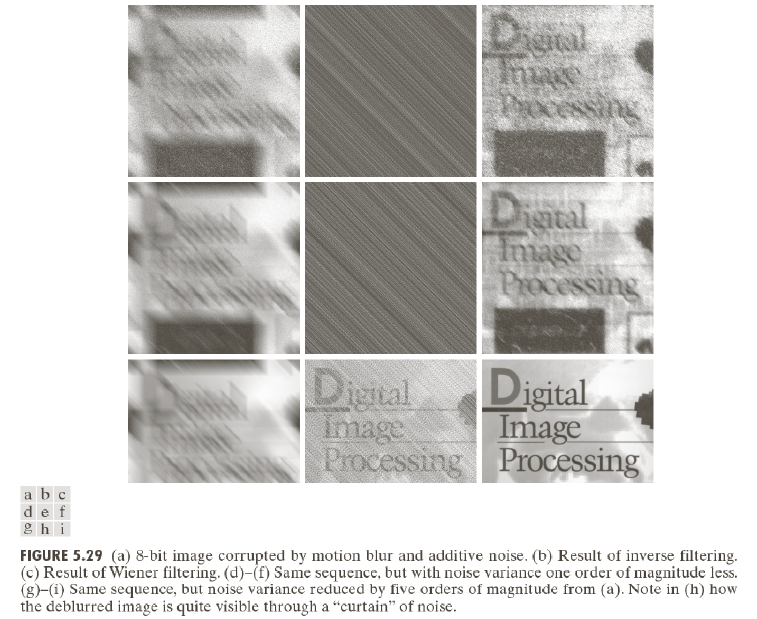 Digital
Image
Processing
Digital
Image
Processing
Digital
Image
Processing
Digital
Image
Processing
a b c
d e f
g h i
FIGURE 5.29 (a) 8-bit image corrupted by motion blur and additive noise. (b) Result of inverse filtering.
(c) Result of Wiener filtering. (d)–(f) Same sequence, but with noise variance one order of magnitude less.
(g)–(i) Same sequence, but noise variance reduced by five orders of magnitude from (a). Note in (h) how
the deblurred image is quite visible through a “curtain” of noise.